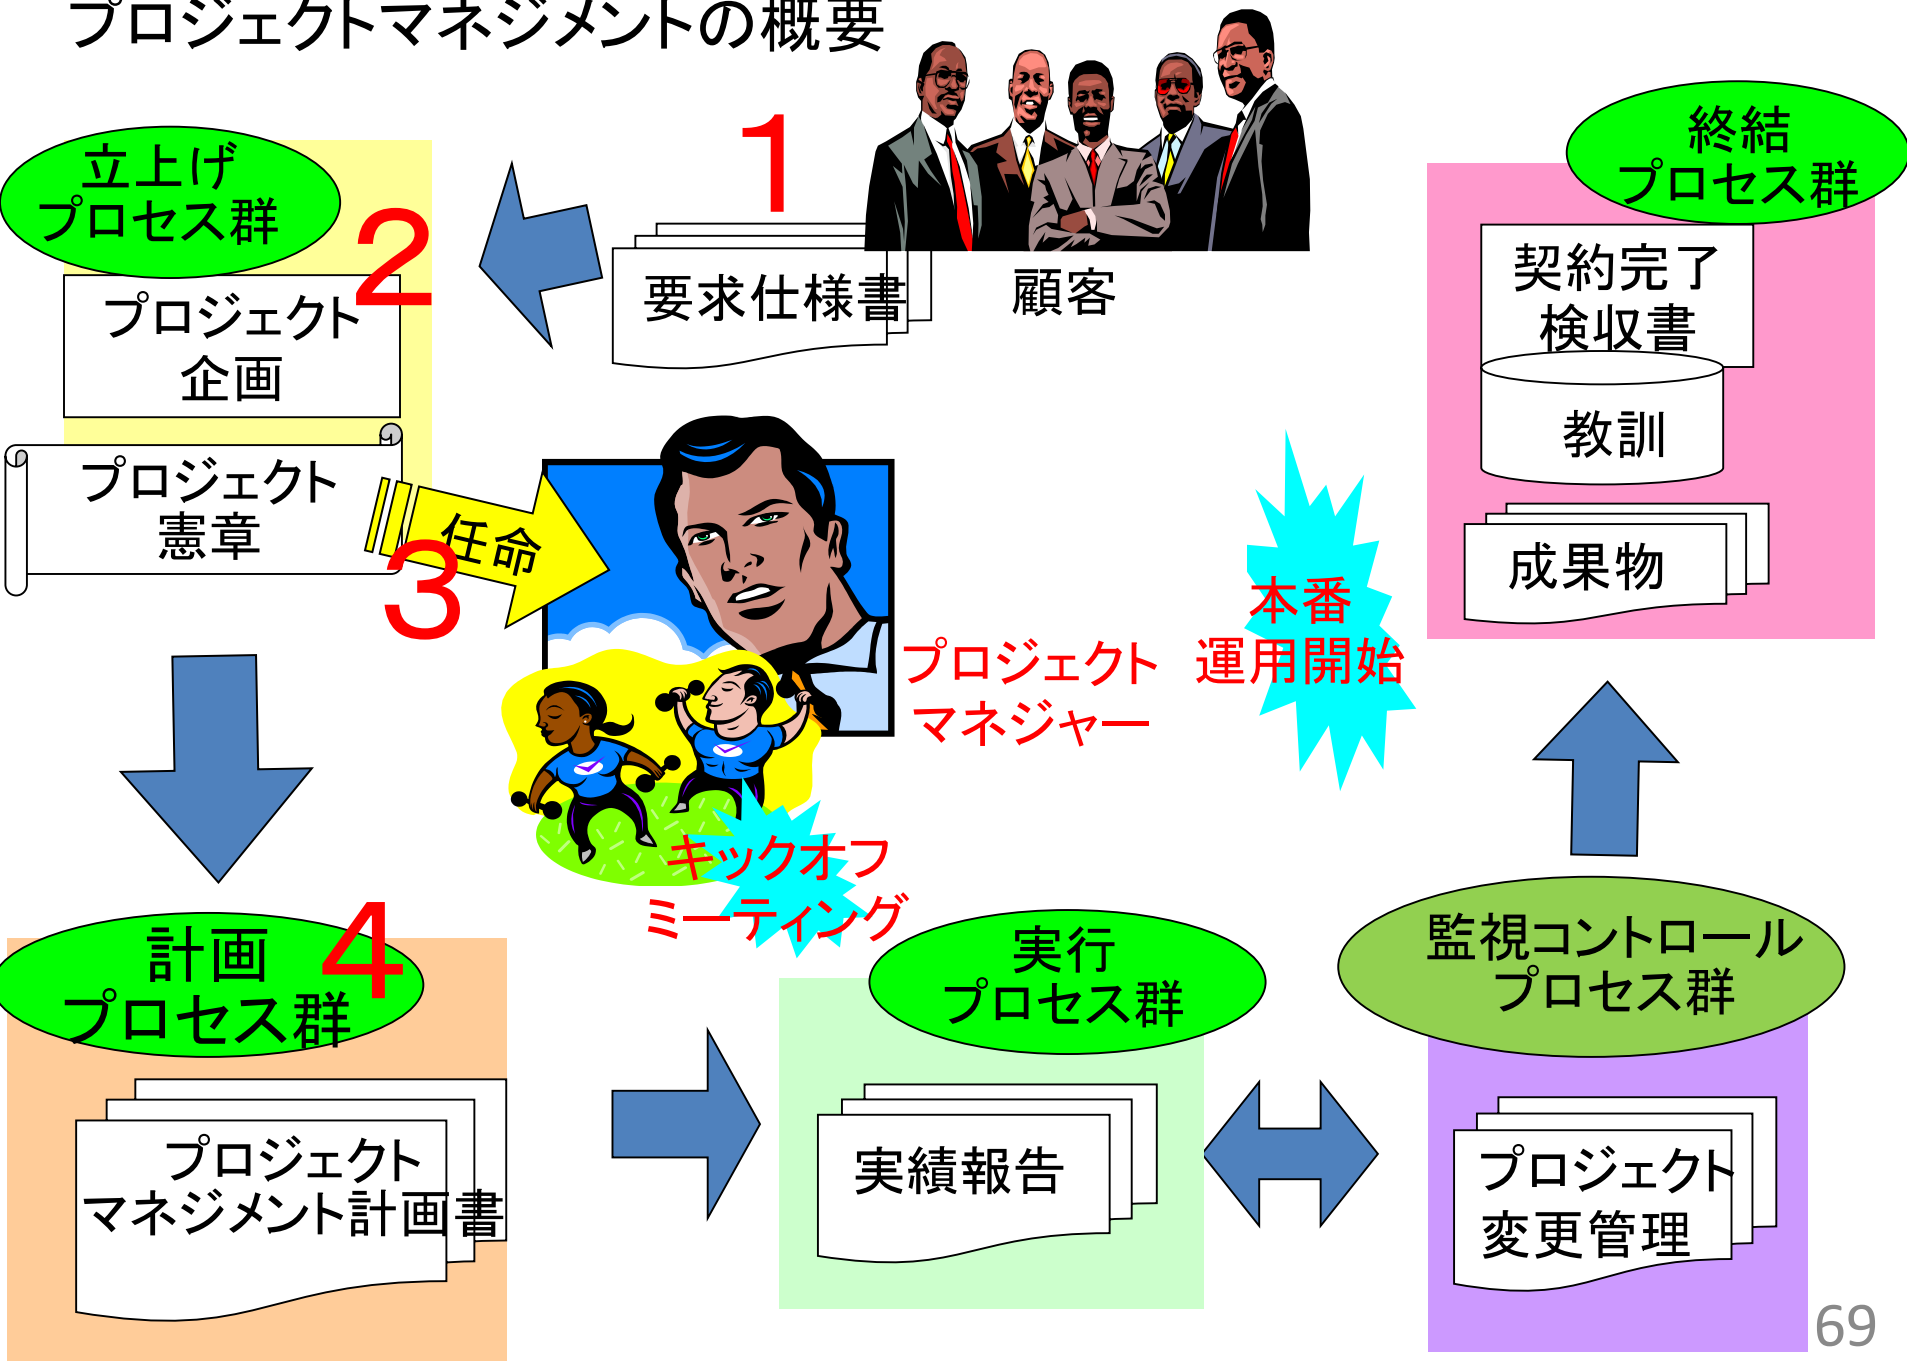 プロジェクトマネジメントの概要
1
要求仕様書
顧客
立上げ
プロセス群
2
プロジェクト
企画
プロジェクト
憲章
3
任命
プロジェクト
マネジャー
キックオフ
ミーティング
計画
プロセス群
4
プロジェクト
マネジメント計画書
実行
プロセス群
実績報告
監視コントロール
プロセス群
プロジェクト
変更管理
本番
運用開始
終結
プロセス群
契約完了
検収書
教訓
成果物
69